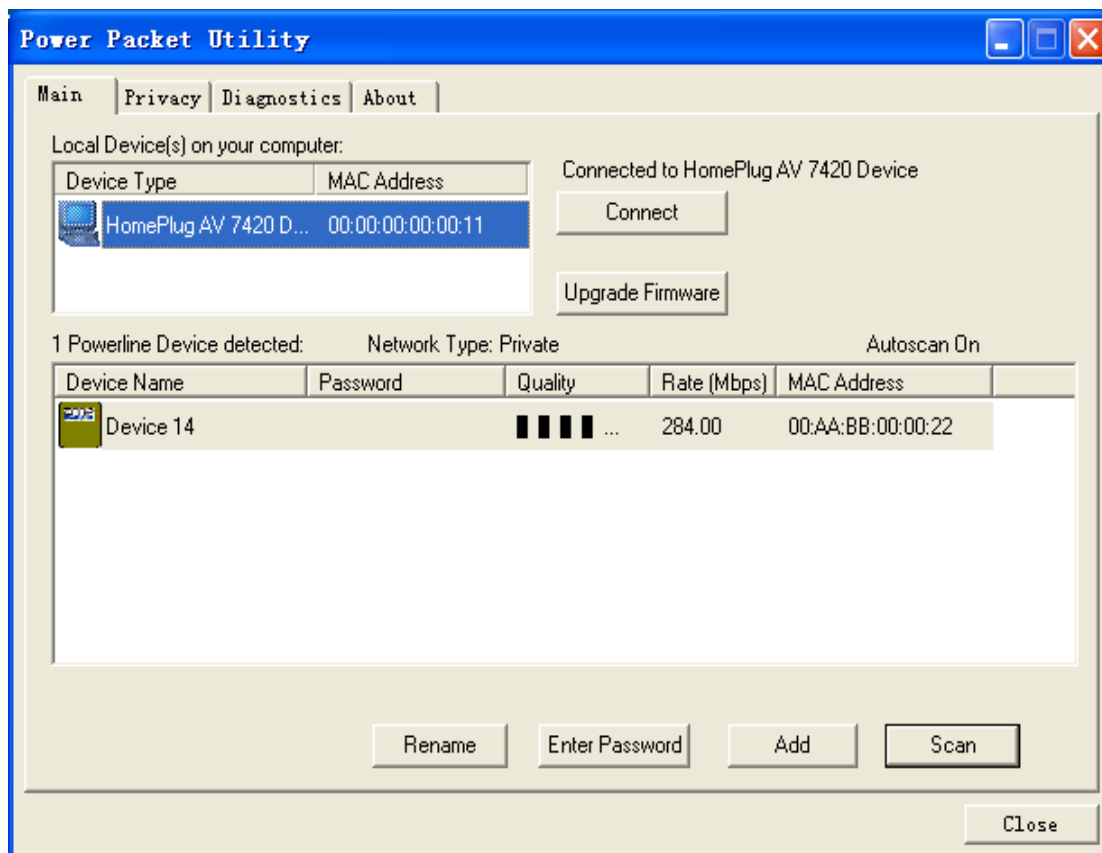 Power Packet Utility
Main Privacy Diagnostics About
Local Device(s) on your computer:
Device Type MAC Address
HomePlug AV 7420 D... 00:00:00:00:00:11
Connected to HomePlug AV 7420 Device
Connect
Upgrade Firmware
1 Powerline Device detected: Network Type: Private Autoscan On
Device Name Password Quality Rate (Mbps) MAC Address
Device 14 ... 284.00 00:AA:BB:00:00:22
Rename Enter Password Add Scan
Close